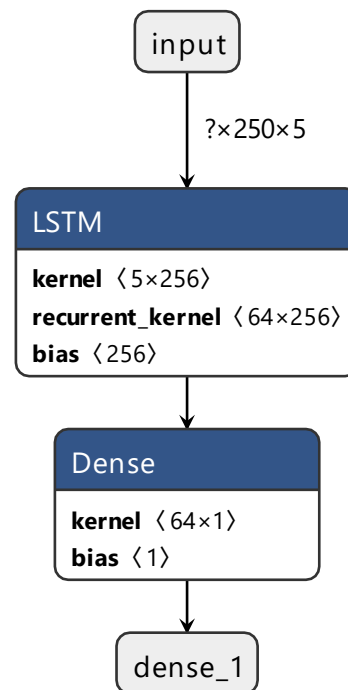 input
?×250×5
LSTM
kernel 〈5×256〉
recurrent_kernel 〈64×256〉
bias 〈256〉
Dense
kernel 〈64×1〉
bias 〈1〉
dense_1